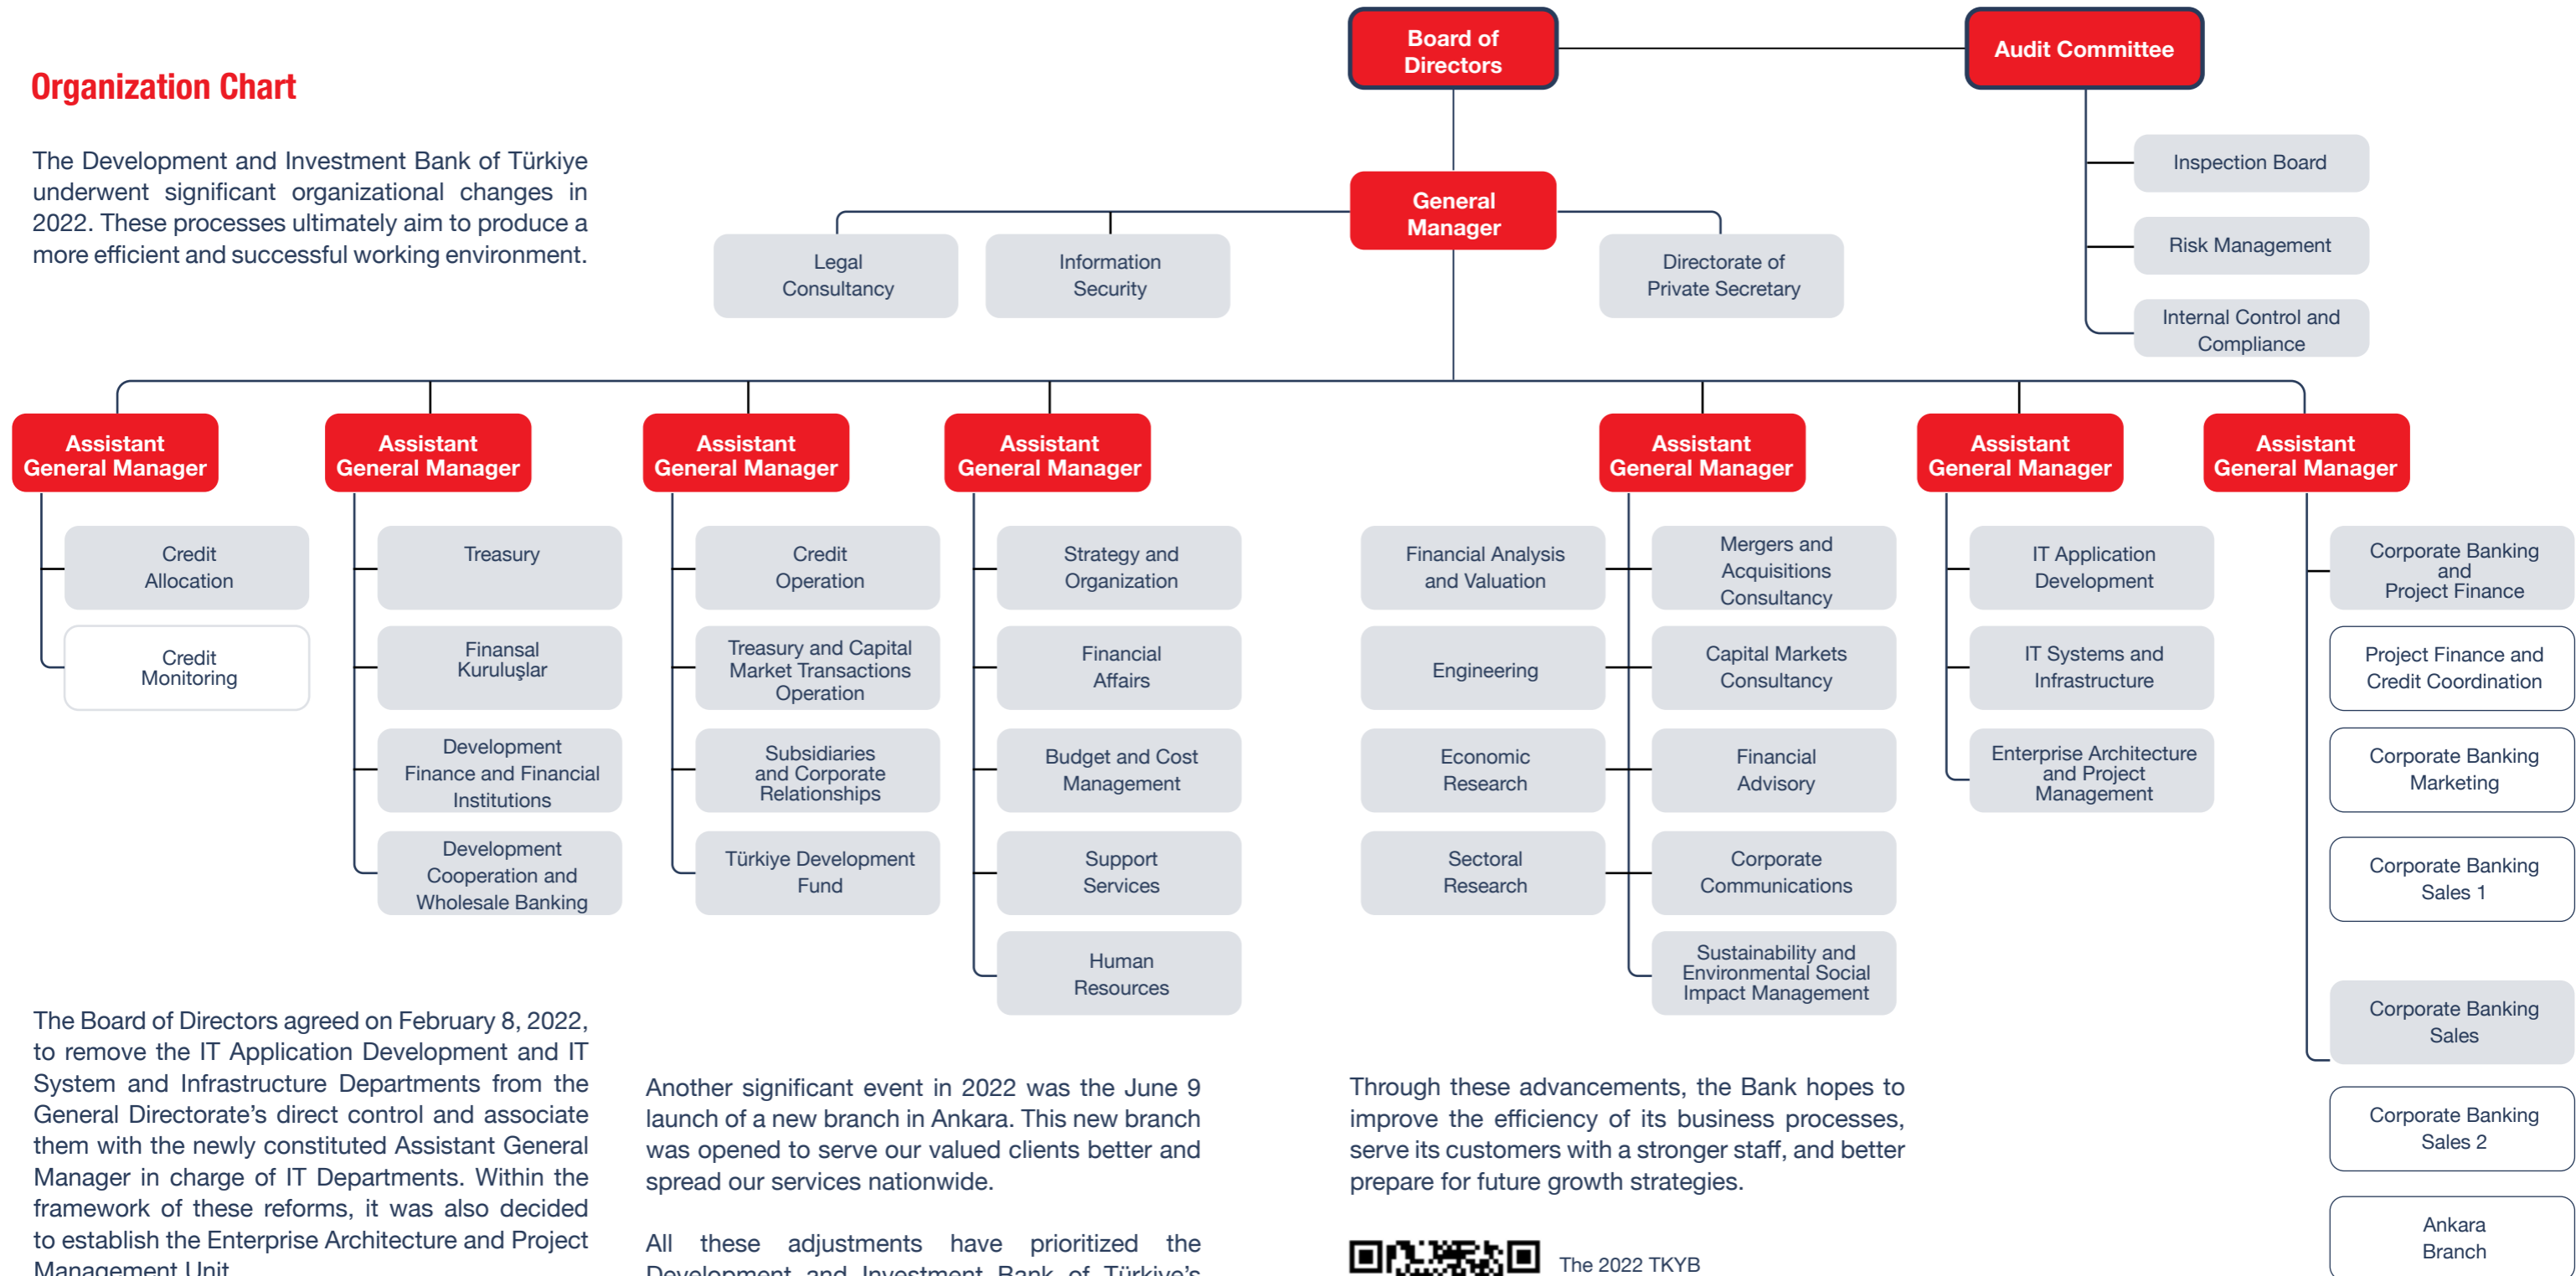 Organization Chart
The Development and Investment Bank of Türkiye
underwent significant organizational changes in
2022. These processes ultimately aim to produce a
more efficient and successful working environment.
Board of
Directors
Audit Committee
Inspection Board
Risk Management
Internal Control and
Compliance
General
Manager
Legal
Consultancy
Information
Security
Directorate of
Private Secretary
Assistant
General Manager
Credit
Allocation
Credit
Monitoring
Assistant
General Manager
Treasury
Finansal
Kuruluşlar
Development
Finance and Financial
Institutions
Development
Cooperation and
Wholesale Banking
Assistant
General Manager
Credit
Operation
Treasury and Capital
Market Transactions
Operation
Subsidiaries
and Corporate
Relationships
Türkiye Development
Fund
Assistant
General Manager
Strategy and
Organization
Financial
Affairs
Budget and Cost
Management
Support
Services
Human
Resources
Assistant
General Manager
Financial Analysis
and Valuation
Engineering
Economic
Research
Sectoral
Research
Mergers and
Acquisitions
Consultancy
Capital Markets
Consultancy
Financial
Advisory
Corporate
Communications
Sustainability and
Environmental Social
Impact Management
Assistant
General Manager
IT Application
Development
IT Systems and
Infrastructure
Enterprise Architecture
and Project
Management
Assistant
General Manager
Corporate Banking
and
Project Finance
Project Finance and
Credit Coordination
Corporate Banking
Marketing
Corporate Banking
Sales 1
Corporate Banking
Sales
Corporate Banking
Sales 2
Ankara
Branch
The Board of Directors agreed on February 8, 2022,
to remove the IT Application Development and IT
System and Infrastructure Departments from the
General Directorate's direct control and associate
them with the newly constituted Assistant General
Manager in charge of IT Departments. Within the
framework of these reforms, it was also decided
to establish the Enterprise Architecture and Project
Management Unit.
Another significant event in 2022 was the June 9
launch of a new branch in Ankara. This new branch
was opened to serve our valued clients better and
spread our services nationwide.
All these adjustments have prioritized the
Development and Investment Bank of Türkiye's
Through these advancements, the Bank hopes to
improve the efficiency of its business processes,
serve its customers with a stronger staff, and better
prepare for future growth strategies.
The 2022 TKYB